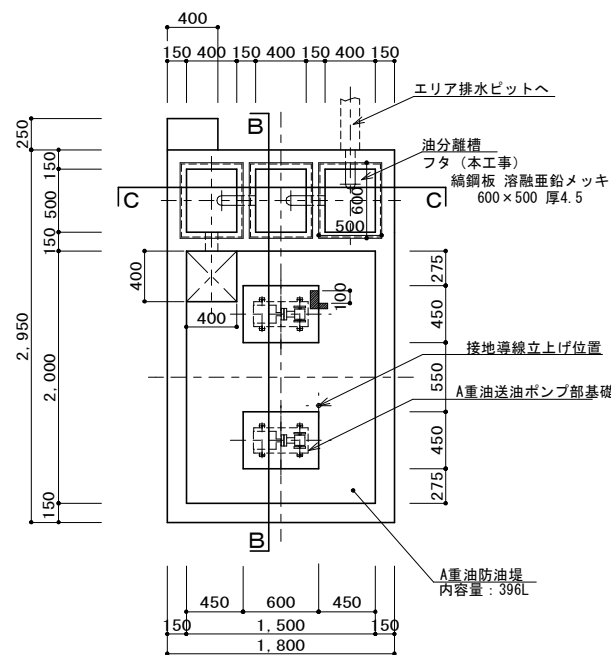 400
150 400 150 400 150 400 150
エリア排水ピットへ
油分離槽
フタ（本工事）
縞鋼板 溶融亜鉛メッキ
600×500 厚4.5
B
C
C
600
500
250
150
500
150
2,950
2,000
150
400
400
100
275
450
550
450
275
接地導線立上げ位置
A重油送油ポンプ部基礎
B
A重油防油堤
内容量：396L
450 600 450
150 1,500 150
1,800